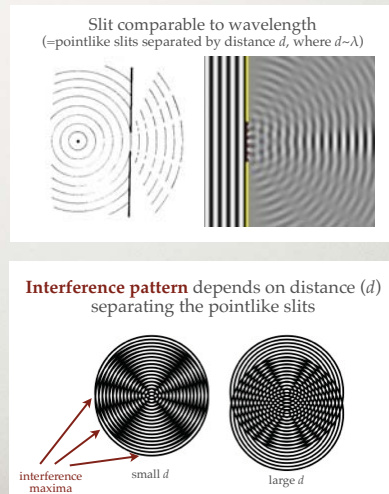 Slit comparable to wavelength
(=pointlike slits separated by distance d, where d~λ)
Interference pattern depends on distance (d)
separating the pointlike slits
interference
maxima
small d
large d